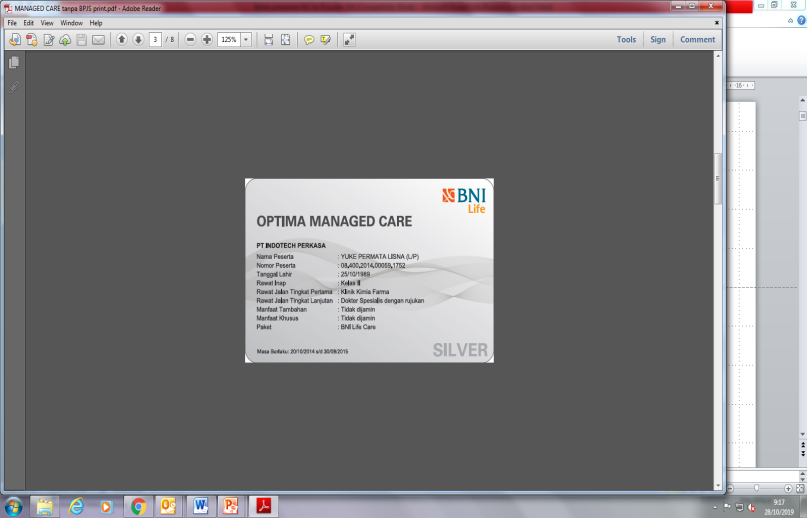 MANAGED CARE tanpa BPJS print.pdf - Adobe Reader
File Edit View Window Help
3 / 8 125% Tools Sign Comment
BNI
Life
OPTIMA MANAGED CARE
PT INDOTECH PERKASA
Nama Peserta : YUKE PERMATA LISNA (L/P)
Nomor Peserta : 08.400.2014.00059.1752
Tanggal Lahir : 25/10/1989
Rawat Inap : Kelas II
Rawat Jalan Tingkat Pertama : Klinik Kimia Farma
Rawat Jalan Tingkat Lanjutan : Dokter Spesialis dengan rujukan
Manfaat Tambahan : Tidak dijamin
Manfaat Khusus : Tidak dijamin
Paket : BNI Life Care
Masa Berlaku: 20/10/2014 s/d 30/09/2015
SILVER
9:17
28/10/2019